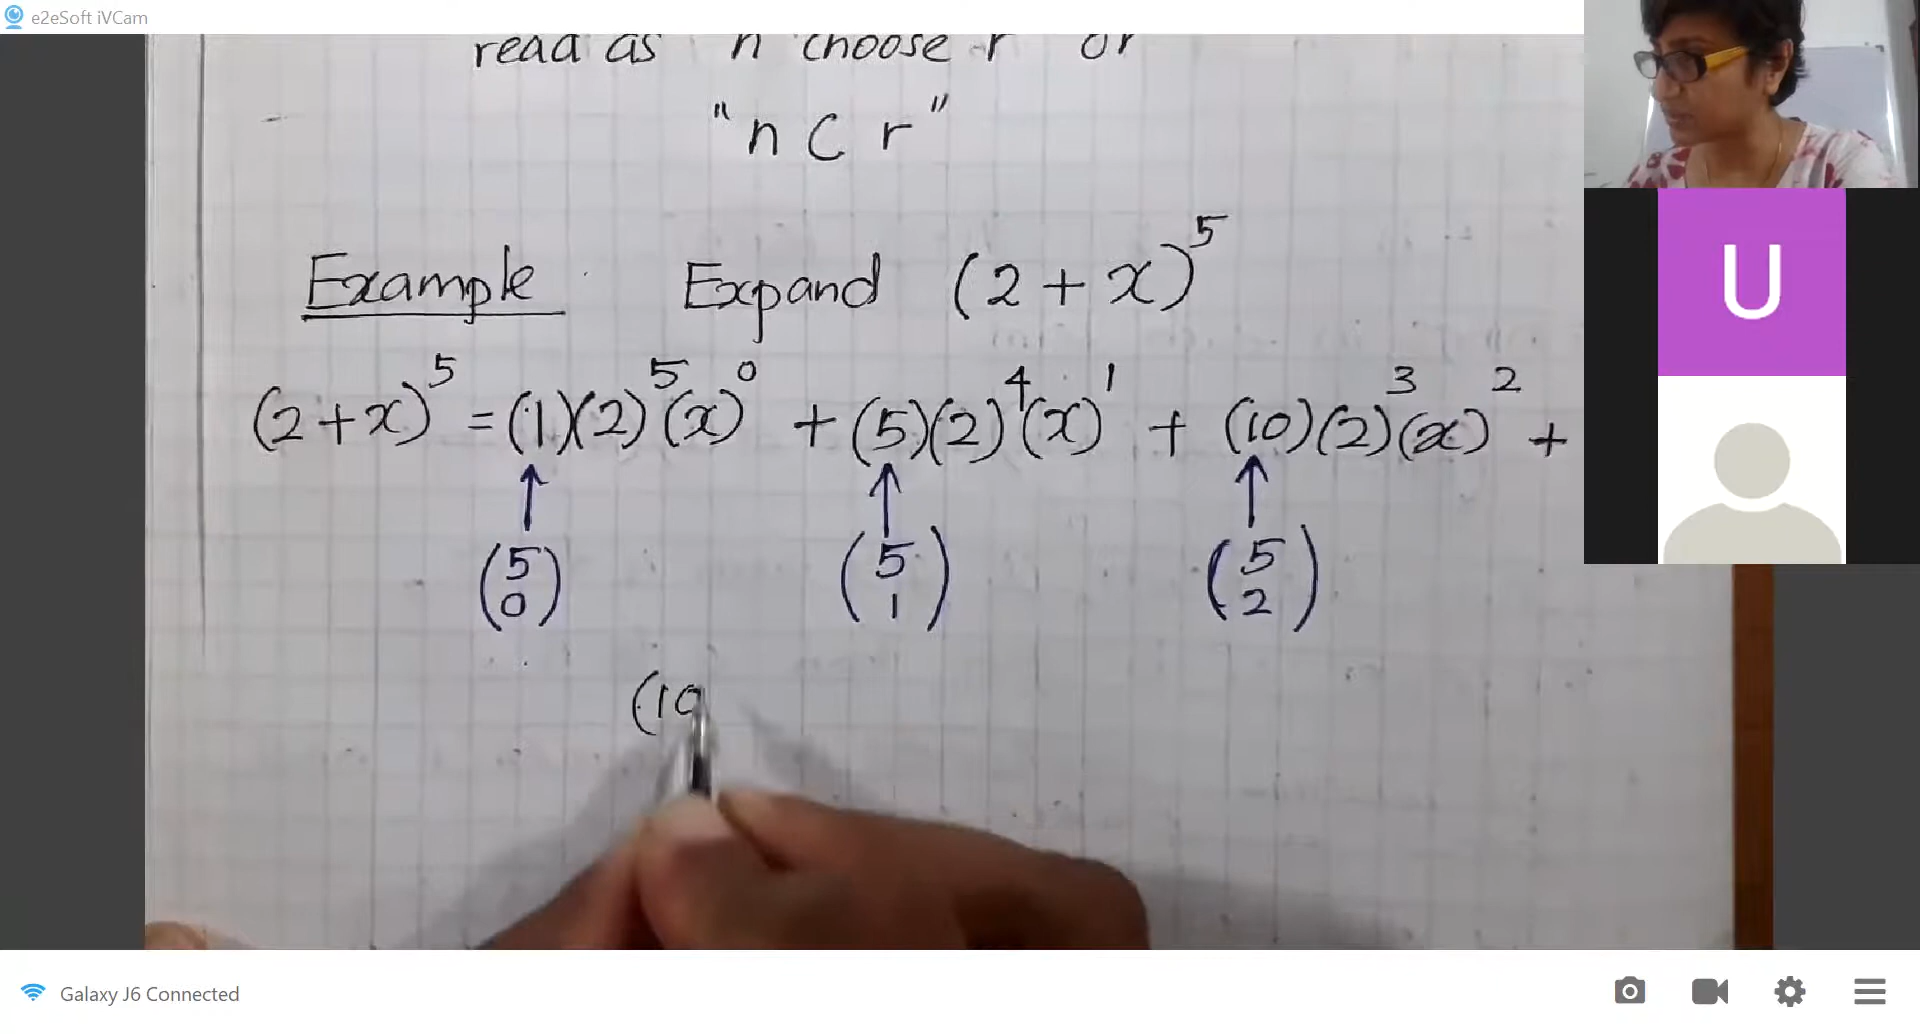 e2eSoft iVCam
read as "n choose r" or
"n C r"
Example Expand (2 + x)^5
(2+x)^5 = (1)(2)^5(x)^0 + (5)(2)^4(x)^1 + (10)(2)^3(x)^2 +
↑ ↑ ↑
(5 0) (5 1) (5 2)
(10
U
Galaxy J6 Connected